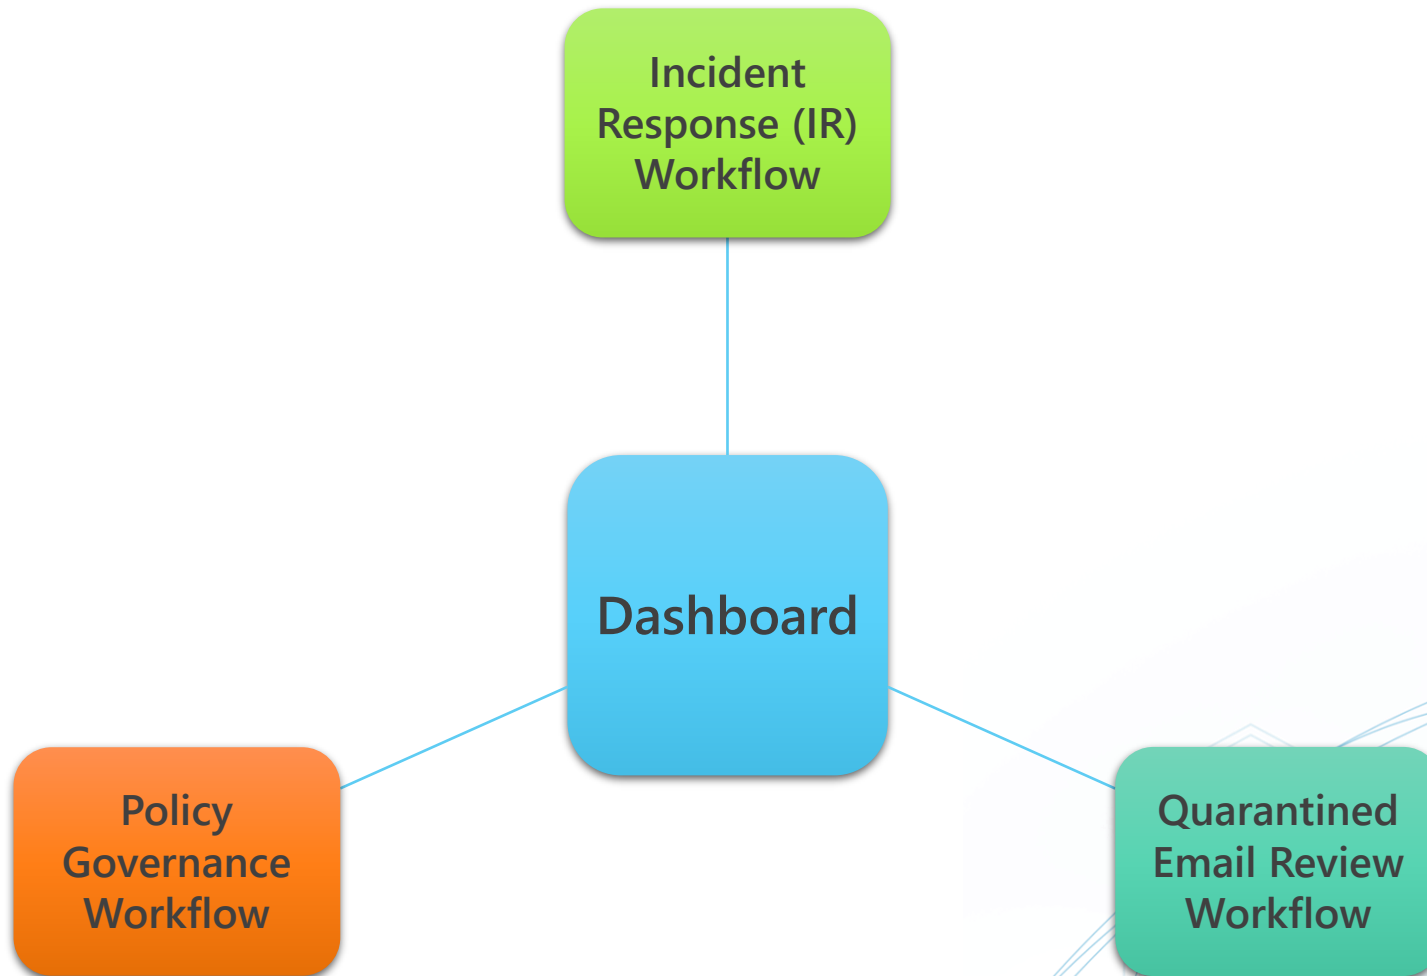 Incident
Response (IR)
Workflow
Dashboard
Policy
Governance
Workflow
Quarantined
Email Review
Workflow